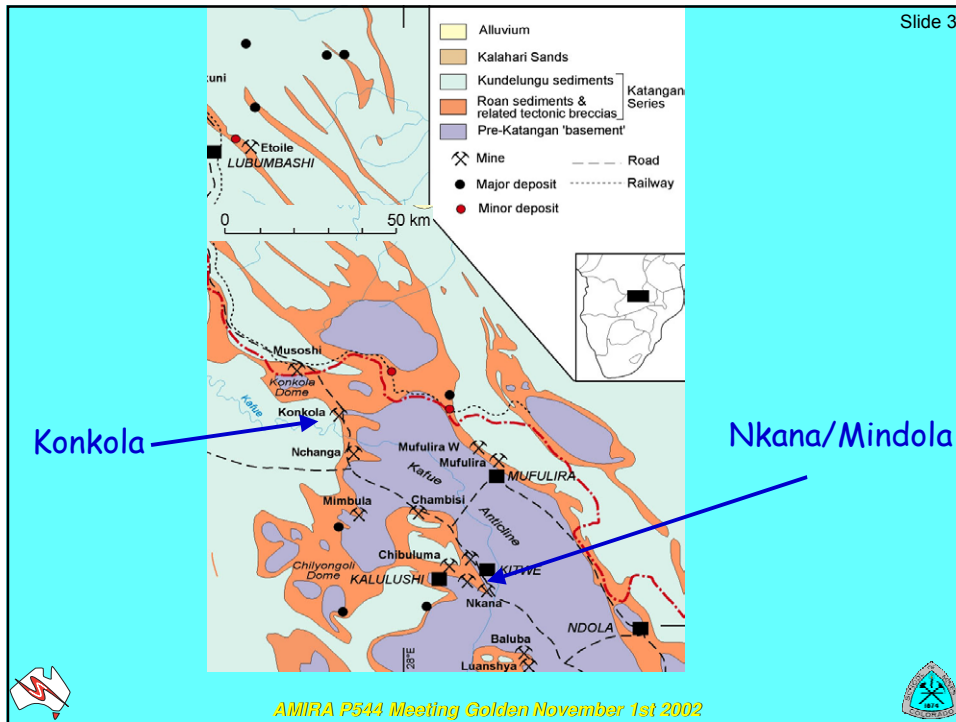 Slide 3
Alluvium
Kalahari Sands
Kundelungu sediments
Katangan
Series
Roan sediments &
related tectonic breccias
Pre-Katangan 'basement'
Mine
Road
Major deposit
Railway
Minor deposit
kuni
Etoile
LUBUMBASHI
0 50 km
Musoshi
Konkola
Dome
Kafue
Konkola
Konkola
Nkana/Mindola
Nchanga
Mufulira W
Mufulira
MUFULIRA
Kafue
Anticline
Mimbula
Chambisi
Chibuluma
Chilyongoli
Dome
KALULUSHI
KITWE
Nkana
NDOLA
Baluba
Luanshya
28°E
AMIRA P544 Meeting Golden November 1st 2002
1874
COLORADO